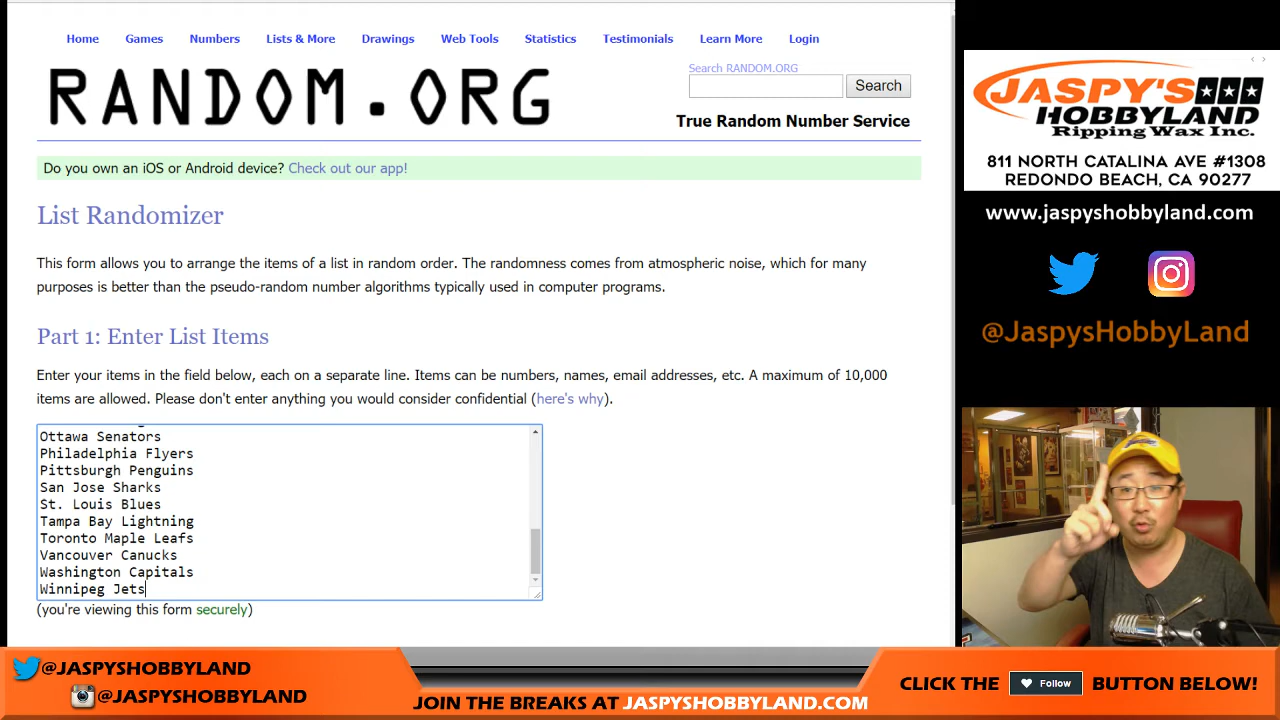 Home Games Numbers Lists & More Drawings Web Tools Statistics Testimonials Learn More Login
RANDOM.ORG
Search RANDOM.ORG
Search
True Random Number Service
Do you own an iOS or Android device? Check out our app!
List Randomizer
This form allows you to arrange the items of a list in random order. The randomness comes from atmospheric noise, which for many
purposes is better than the pseudo-random number algorithms typically used in computer programs.
Part 1: Enter List Items
Enter your items in the field below, each on a separate line. Items can be numbers, names, email addresses, etc. A maximum of 10,000
items are allowed. Please don't enter anything you would consider confidential (here's why).
Ottawa Senators
Philadelphia Flyers
Pittsburgh Penguins
San Jose Sharks
St. Louis Blues
Tampa Bay Lightning
Toronto Maple Leafs
Vancouver Canucks
Washington Capitals
Winnipeg Jets
(you're viewing this form securely)
JASPY'S
HOBBYLAND
Ripping Wax Inc.
811 NORTH CATALINA AVE #1308
REDONDO BEACH, CA 90277
www.jaspyshobbyland.com
@JaspysHobbyLand
@JASPYSHOBBYLAND
@JASPYSHOBBYLAND
JOIN THE BREAKS AT JASPYSHOBBYLAND.COM
CLICK THE Follow BUTTON BELOW!